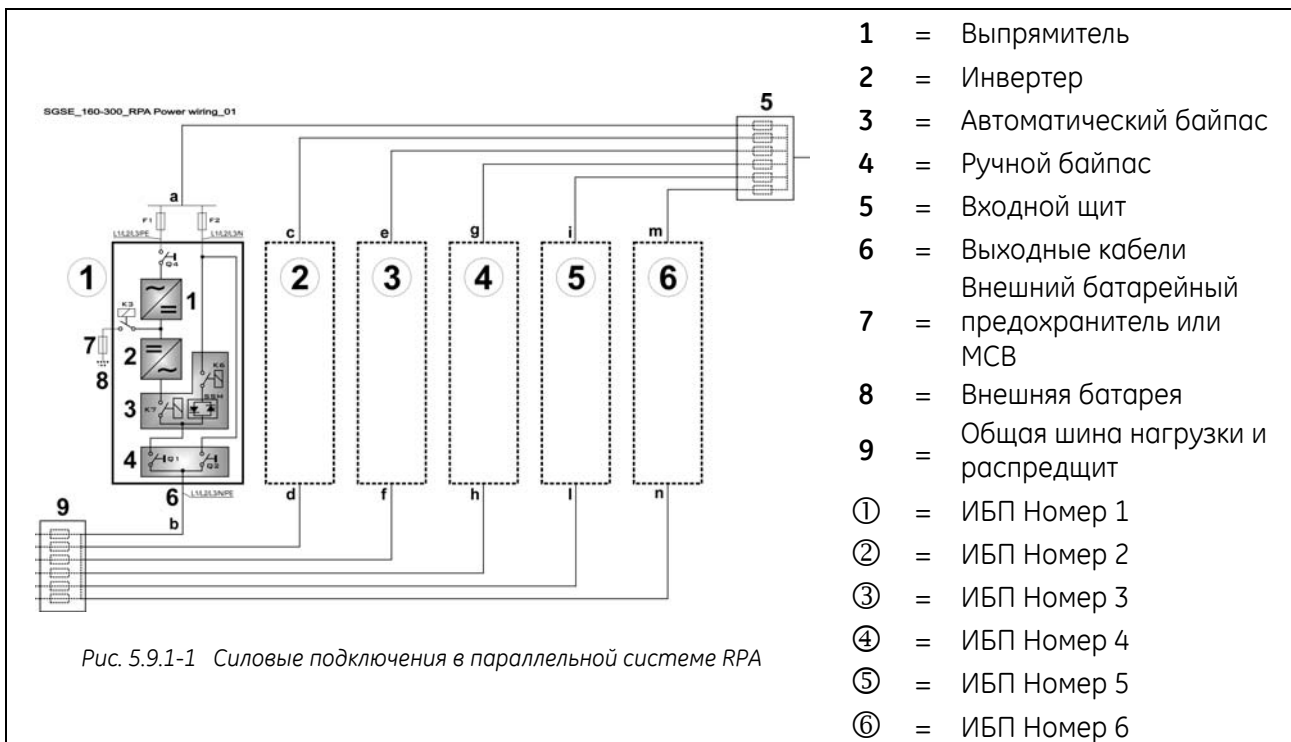 SGSE_160-300_RPA Power wiring_01
5
a
F1
F2
L1/L2/L3/PE
L1/L2/L3/N
c
e
g
i
m
Q4
1
1
2
3
4
5
6
K3
7
8
2
K6
SSM
3
K7
4
Q1
Q2
6
L1/L2/L3/N/PE
b
d
f
h
l
n
9
Рис. 5.9.1-1 Силовые подключения в параллельной системе RPA
1 = Выпрямитель
2 = Инвертер
3 = Автоматический байпас
4 = Ручной байпас
5 = Входной щит
6 = Выходные кабели
7 = Внешний батарейный
предохранитель или
MCB
8 = Внешняя батарея
9 = Общая шина нагрузки и
распредщит
① = ИБП Номер 1
② = ИБП Номер 2
③ = ИБП Номер 3
④ = ИБП Номер 4
⑤ = ИБП Номер 5
⑥ = ИБП Номер 6